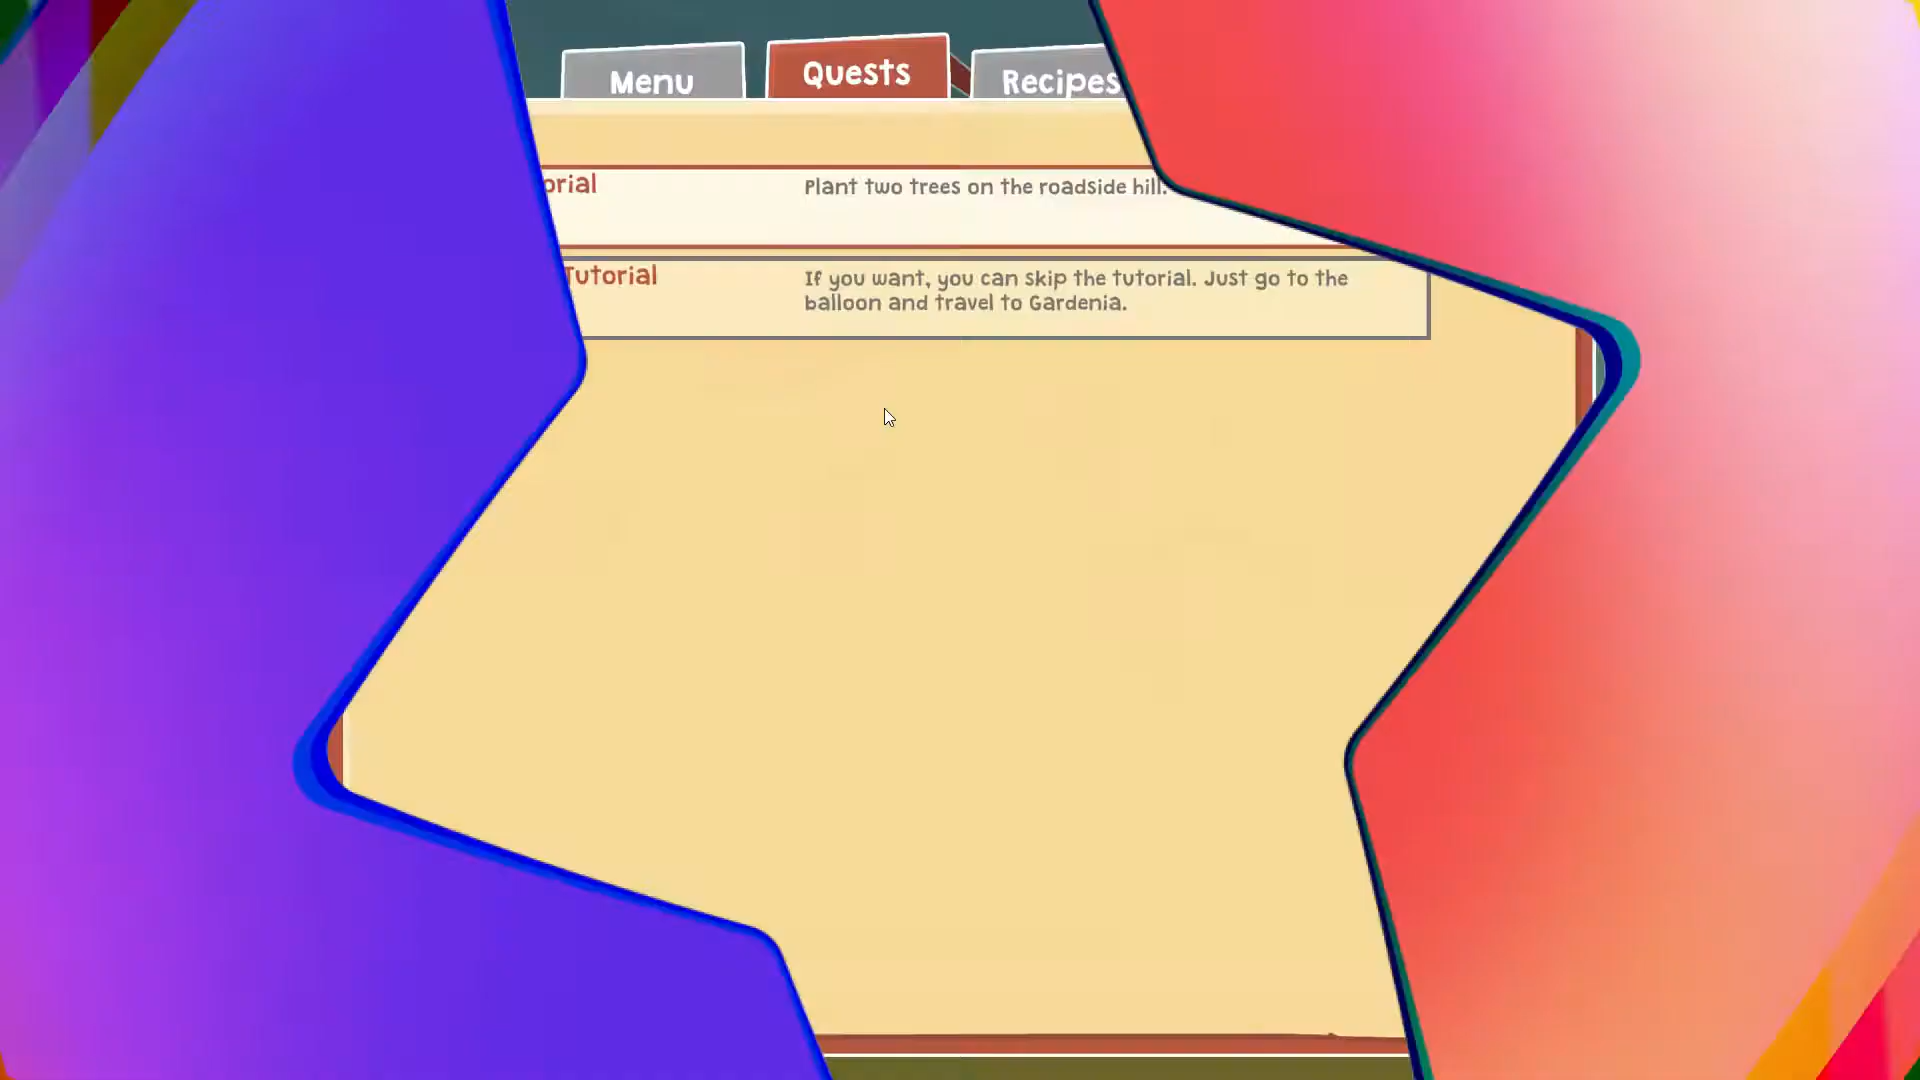 Menu
Quests
Recipes
orial
Plant two trees on the roadside hill.
Tutorial
If you want, you can skip the tutorial. Just go to the
balloon and travel to Gardenia.